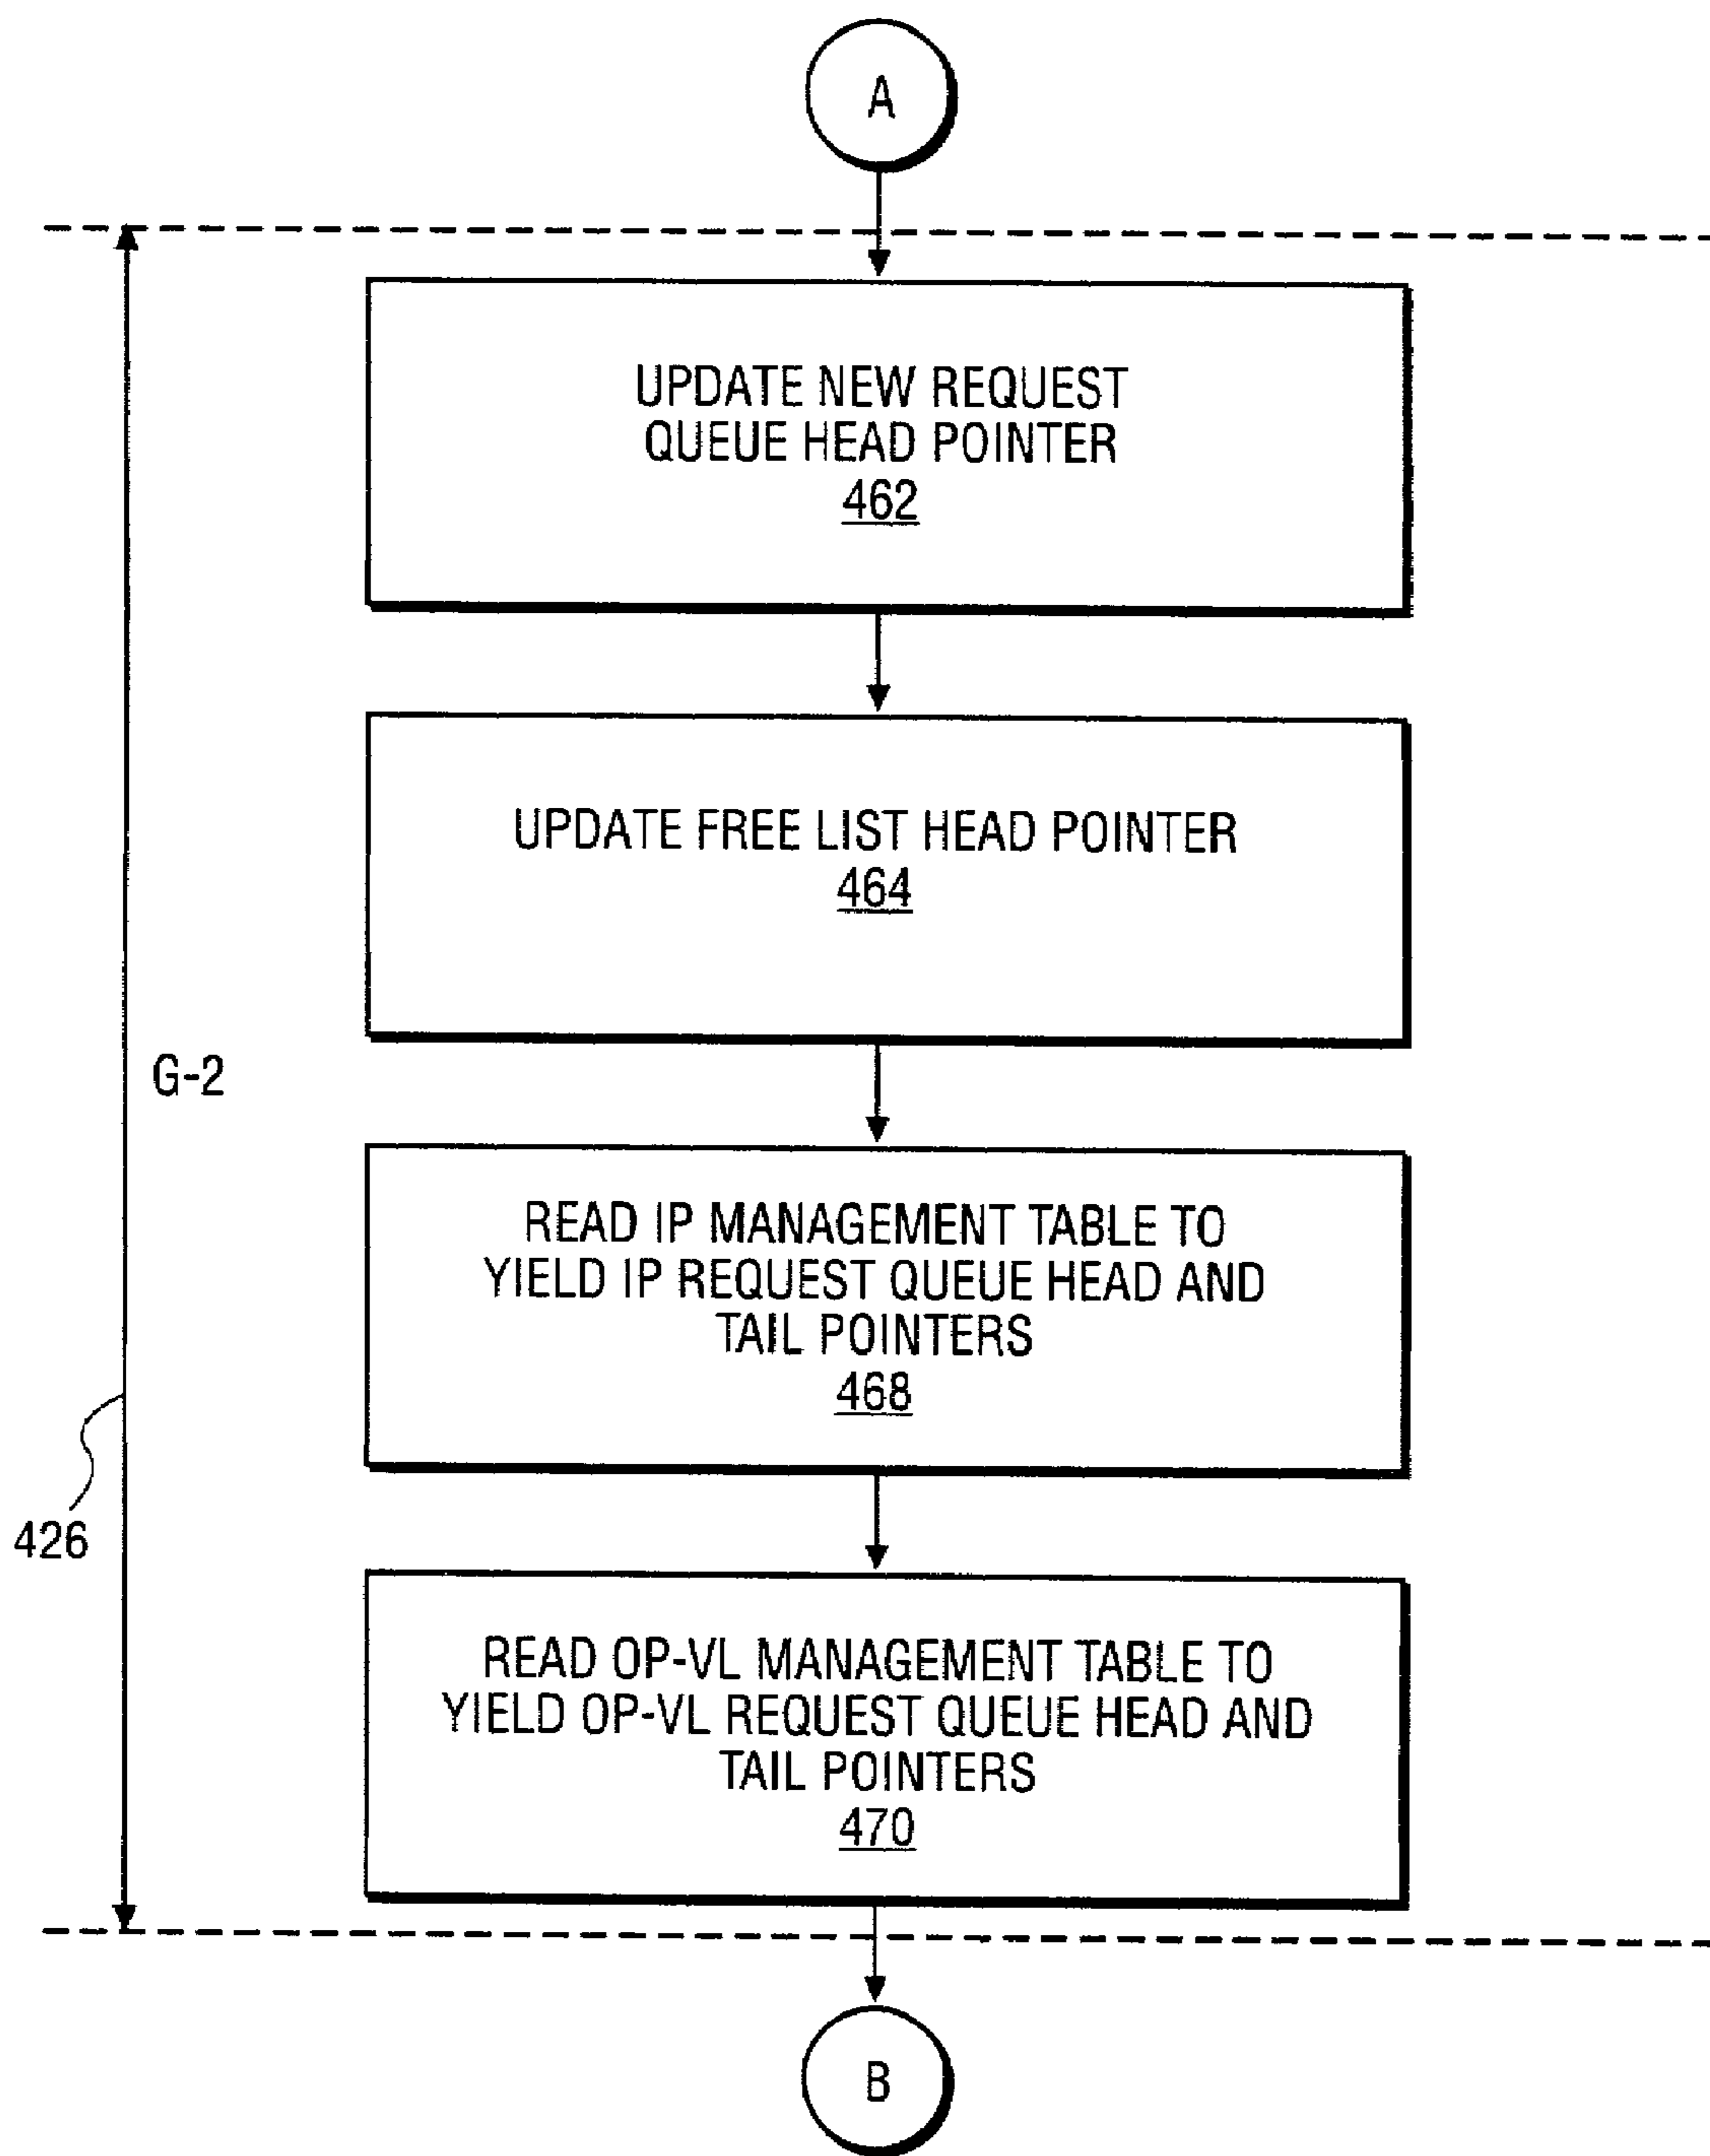 A
UPDATE NEW REQUEST
QUEUE HEAD POINTER
462
UPDATE FREE LIST HEAD POINTER
464
G-2
READ IP MANAGEMENT TABLE TO
YIELD IP REQUEST QUEUE HEAD AND
TAIL POINTERS
468
426
READ OP-VL MANAGEMENT TABLE TO
YIELD OP-VL REQUEST QUEUE HEAD AND
TAIL POINTERS
470
B